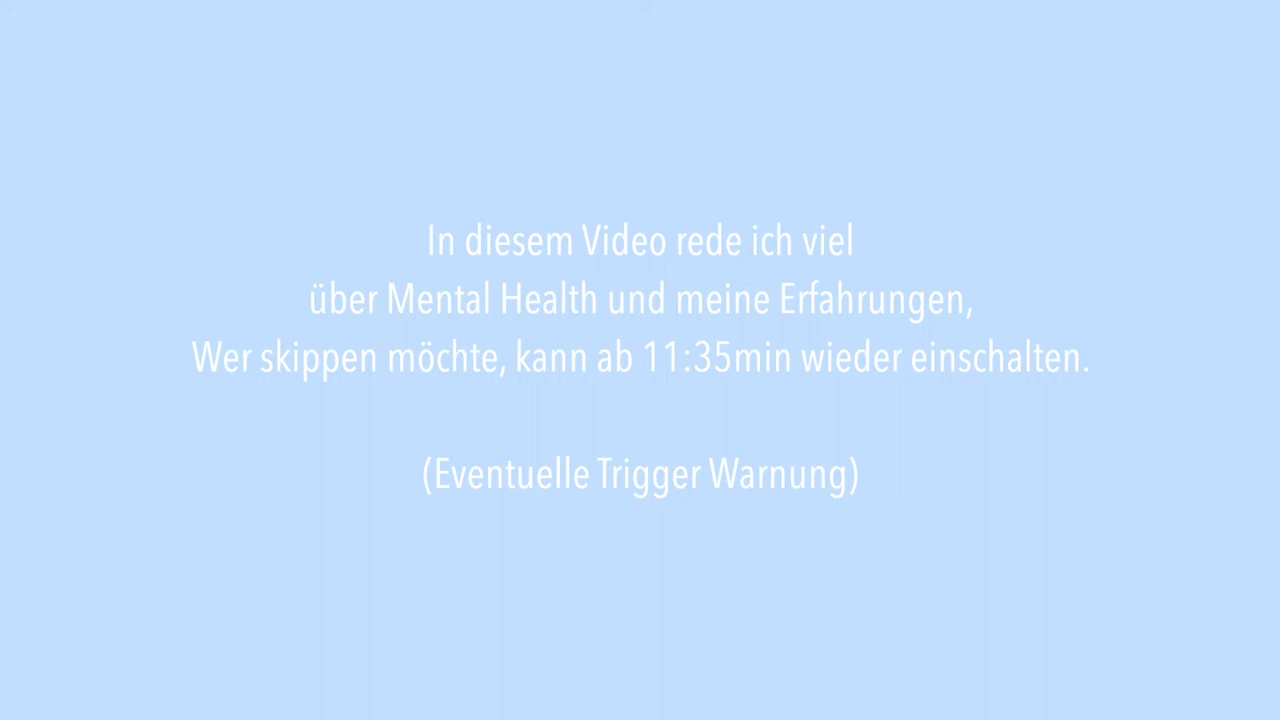 In diesem Video rede ich viel
über Mental Health und meine Erfahrungen,
Wer skippen möchte, kann ab 11:35min wieder einschalten.
(Eventuelle Trigger Warnung)